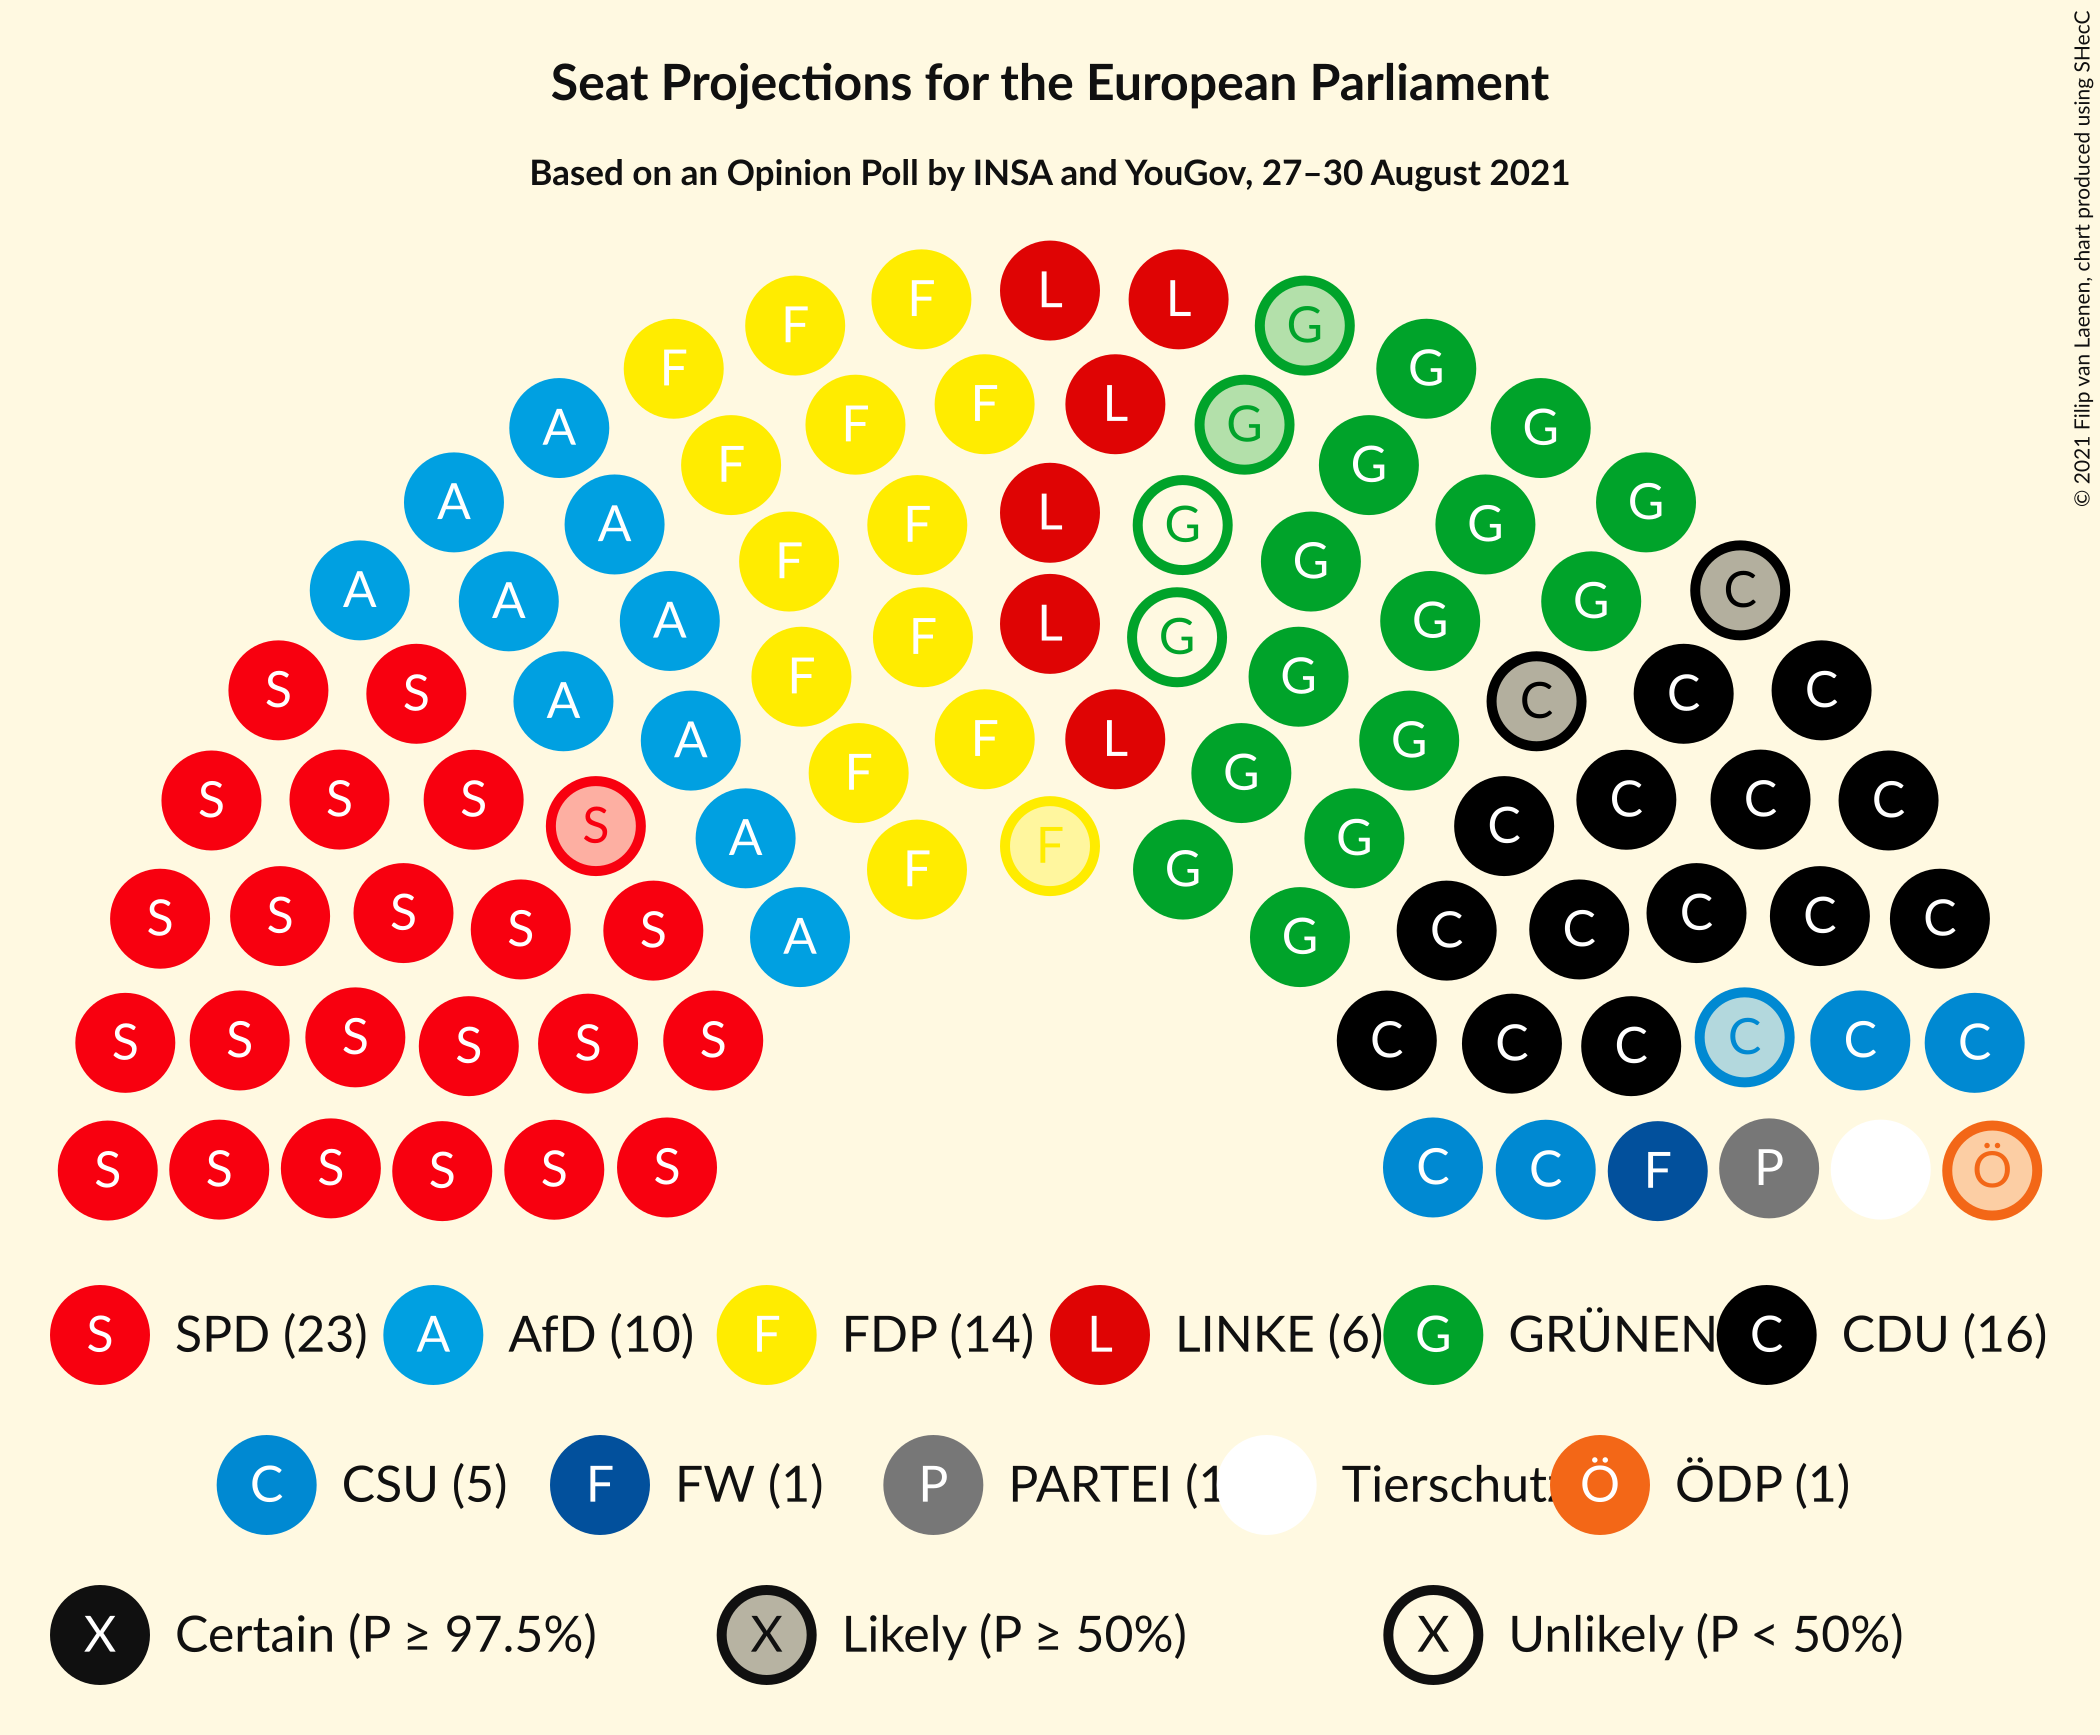 Seat Projections for the European Parliament
Based on an Opinion Poll by INSA and YouGov, 27–30 August 2021
© 2021 Filip van Laenen, chart produced using SHecC
F L L G
F F G
A F F L G G
A F F G G
A A F F L G G G
A A F L G G G C
S S A F F G G C C C
S S S S A A F F L G G C C C C
A F F G G
S S S S S A G C C C C C
S S S S S S C C C C C C
S S S S S S C C F P Ö
S SPD (23) A AfD (10) F FDP (14) L LINKE (6) G GRÜNEN C CDU (16)
C CSU (5) F FW (1) P PARTEI (1 Tierschutz Ö ÖDP (1)
X Certain (P ≥ 97.5%) X Likely (P ≥ 50%) X Unlikely (P < 50%)